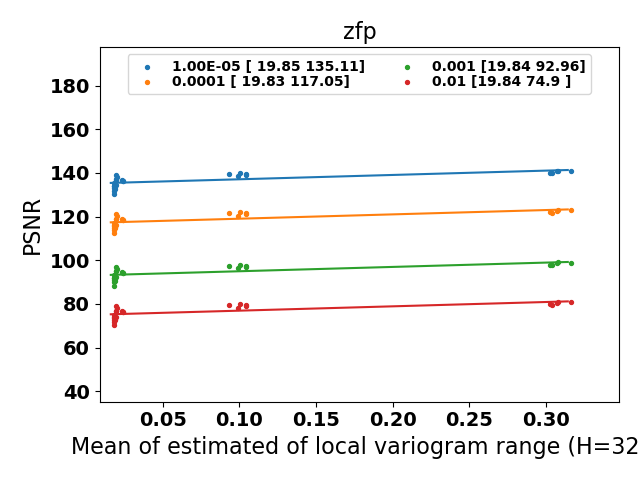 zfp
1.00E-05 [ 19.85 135.11]
0.0001 [ 19.83 117.05]
0.001 [19.84 92.96]
0.01 [19.84 74.9 ]
PSNR
180
160
140
120
100
80
60
40
0.05 0.10 0.15 0.20 0.25 0.30
Mean of estimated of local variogram range (H=32